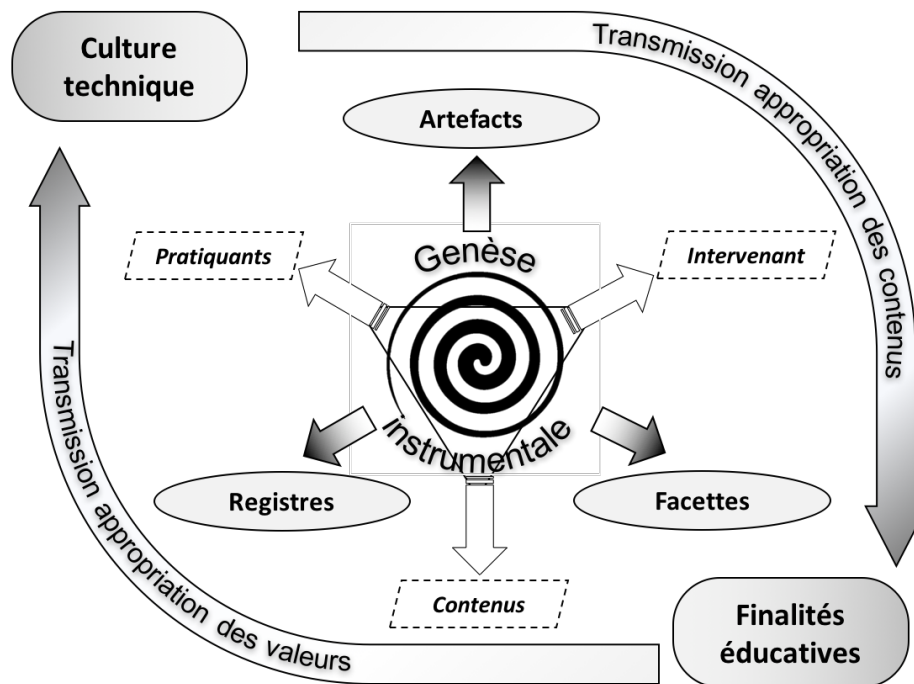 Culture
technique
Transmission appropriation des contenus
Artefacts
Pratiquants
Genèse
Intervenant
instrumentale
Registres
Facettes
Contenus
Transmission appropriation des valeurs
Finalités
éducatives